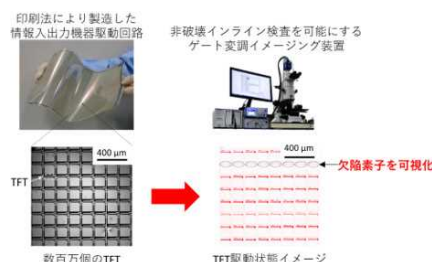 印刷法により製造した
情報入出力機器駆動回路
非破壊インライン検査を可能にする
ゲート変調イメージング装置
400 μm
TFT
数百万個のTFT
400 μm
欠陥素子を可視化
TFT駆動状態イメージ